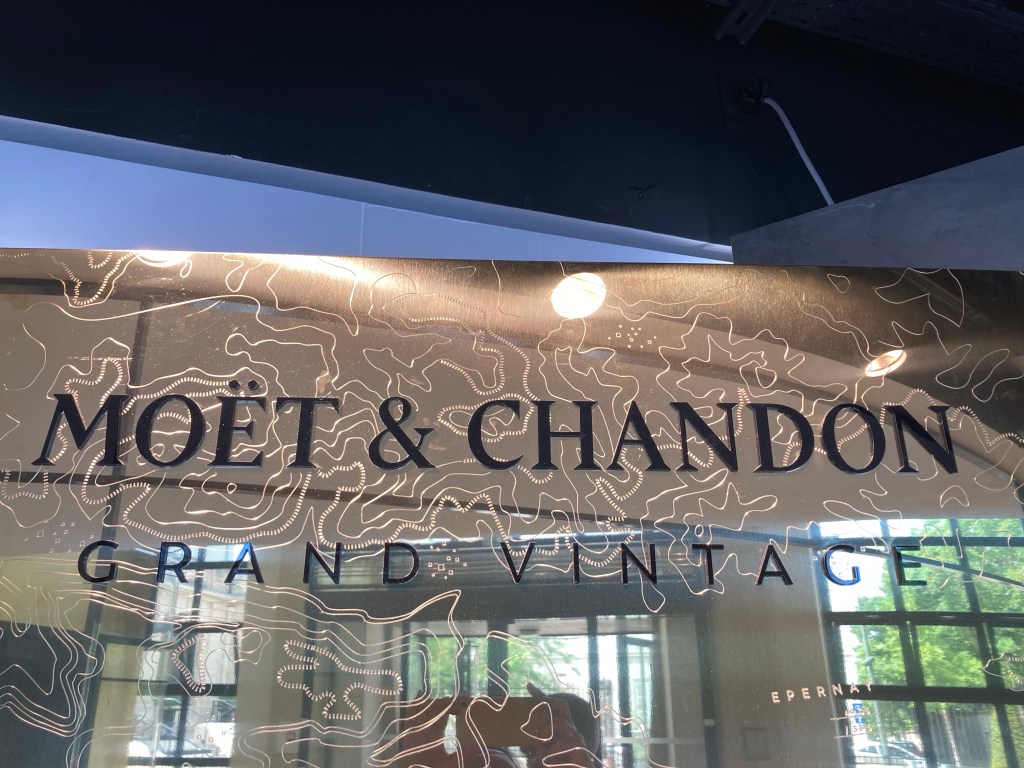 MOËT & CHANDON
GRAND VINTAGE
EPERNAY